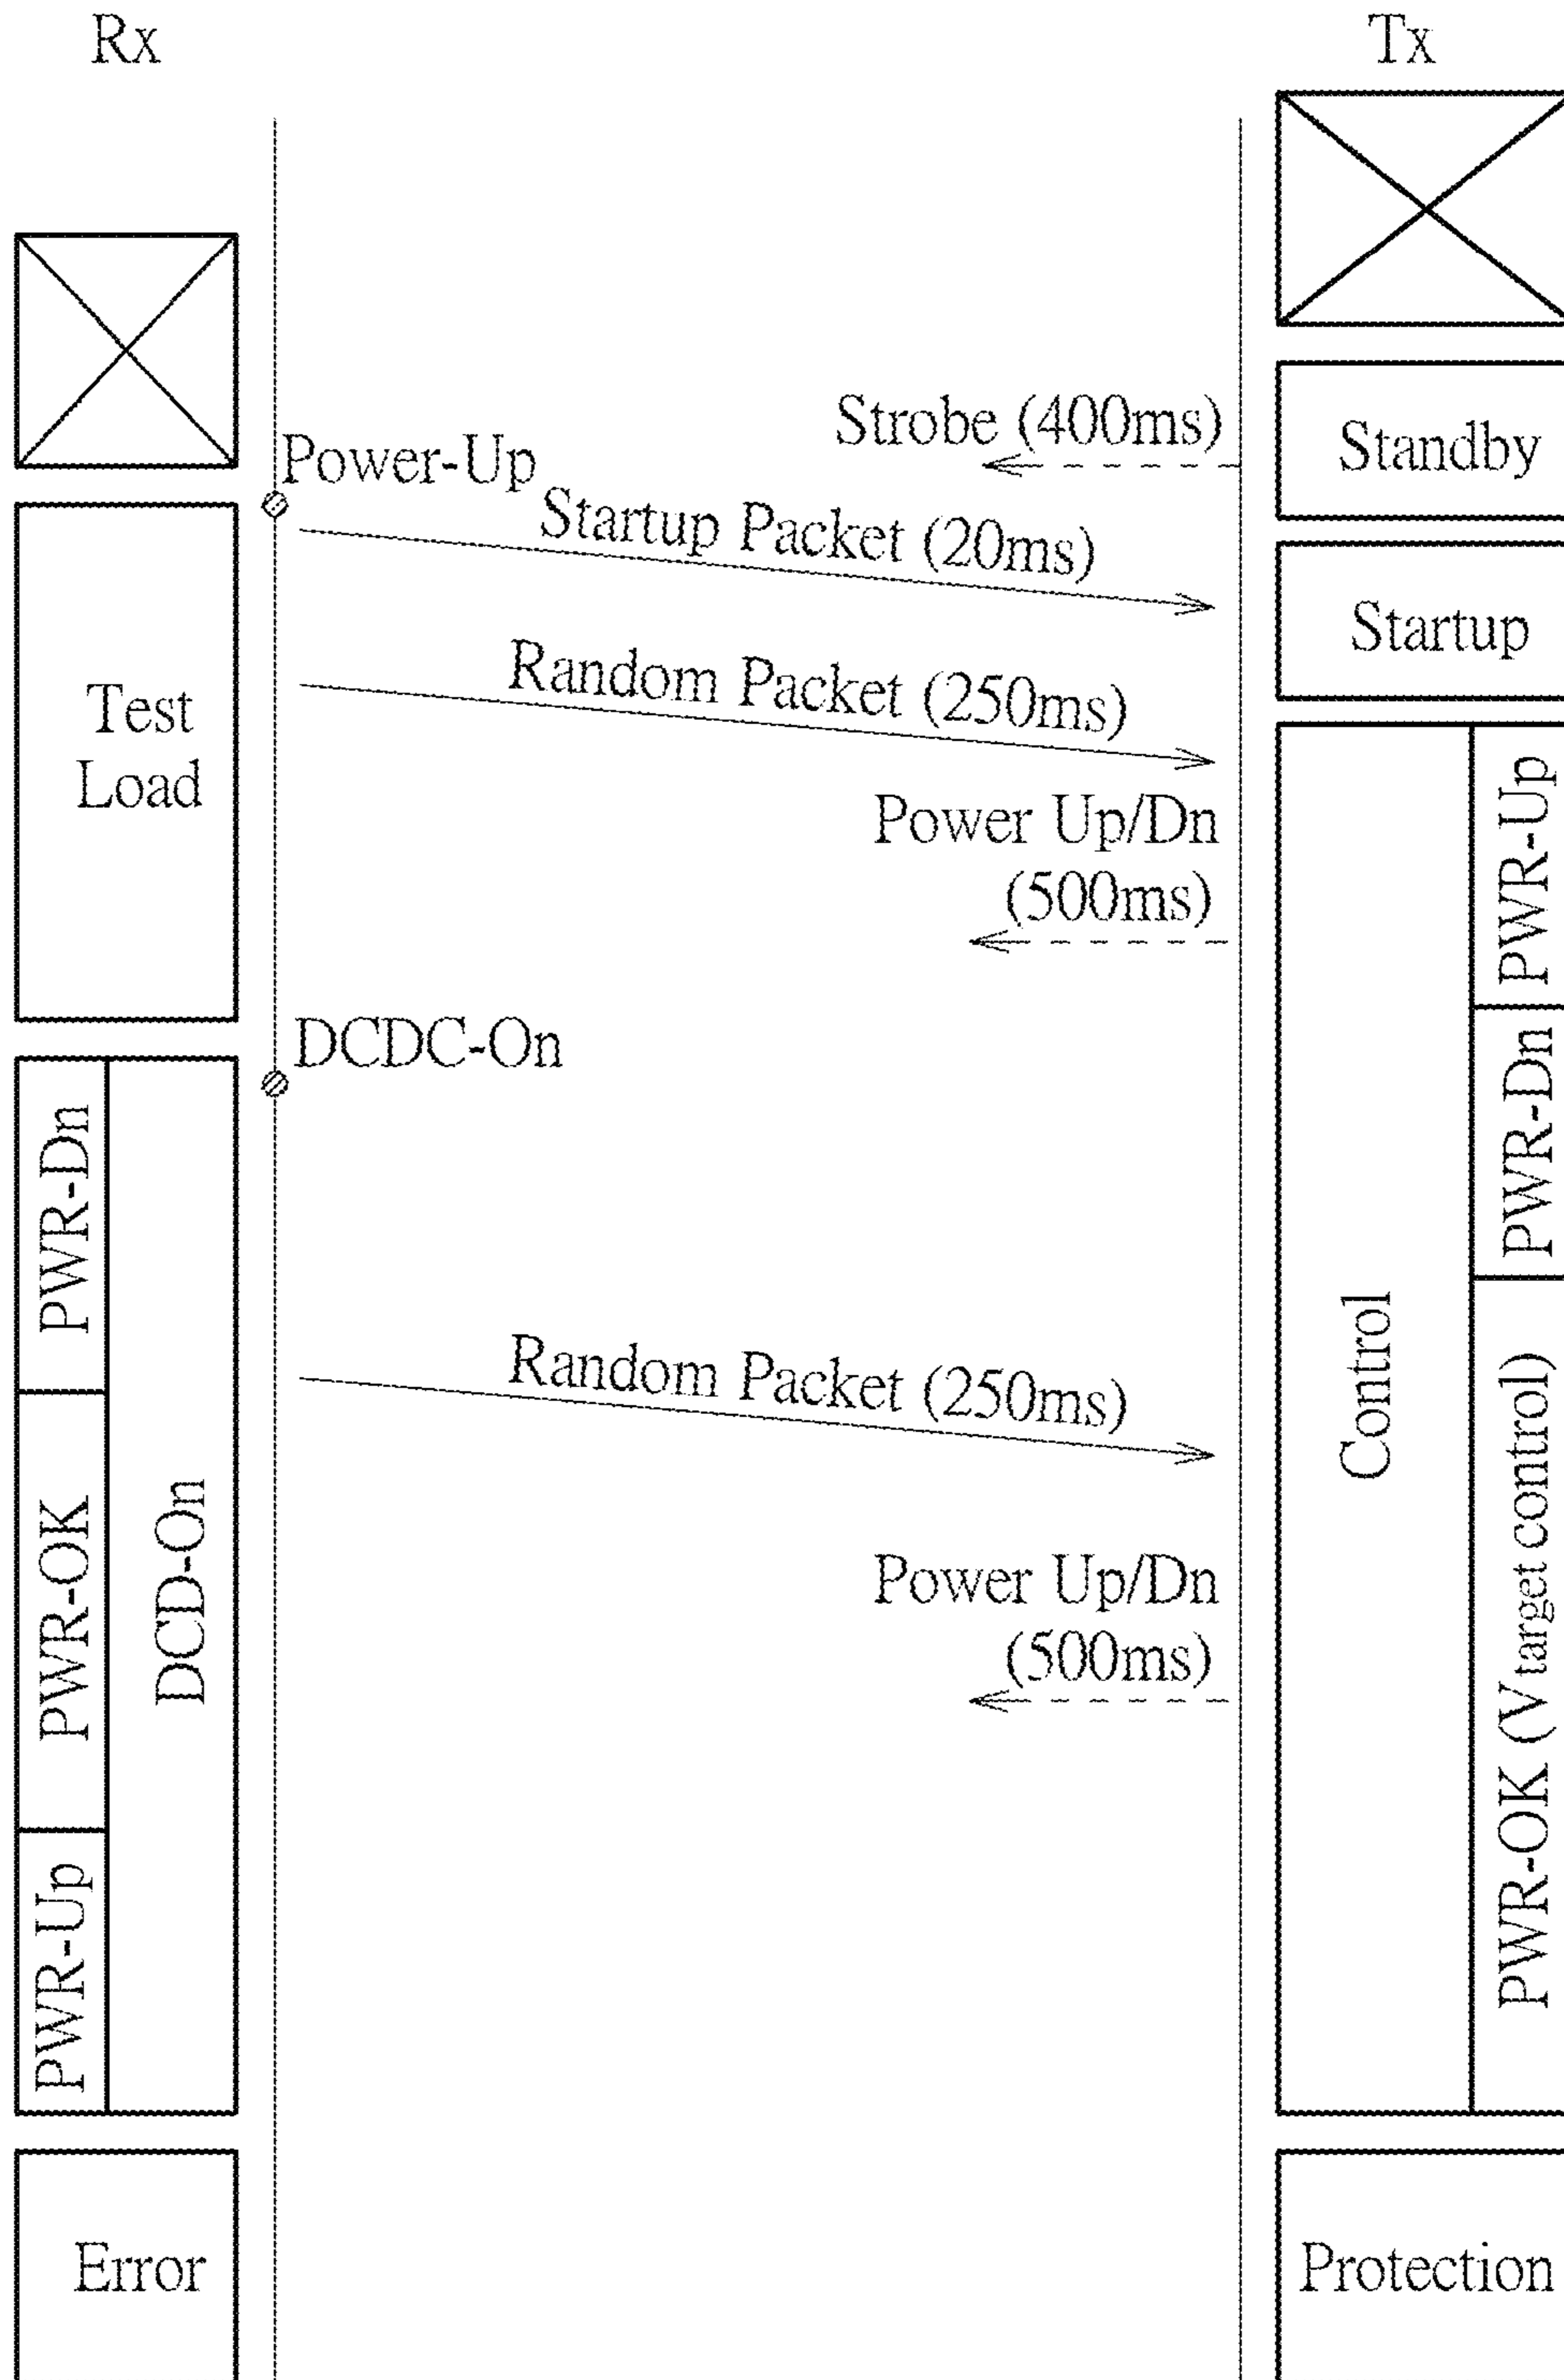 Rx
Tx
Strobe (400ms)
Standby
Power-Up
Startup Packet (20ms)
Startup
Random Packet (250ms)
Test
Load
Power Up/Dn
(500ms)
PWR-Up
DCDC-On
PWR-Dn
PWR-Dn
Control
Random Packet (250ms)
PWR-OK
DCD-On
Power Up/Dn
(500ms)
PWR-OK (V target control)
PWR-Up
Error
Protection